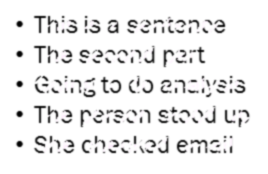 • This is a sentence
• The second part
• Going to do analysis
• The person stood up
• She checked email